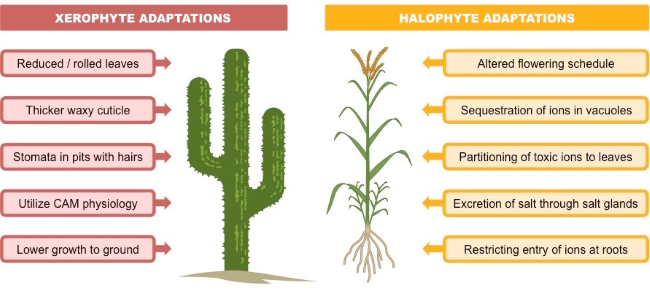 XEROPHYTE ADAPTATIONS
Reduced / rolled leaves
Thicker waxy cuticle
Stomata in pits with hairs
Utilize CAM physiology
Lower growth to ground
HALOPHYTE ADAPTATIONS
Altered flowering schedule
Sequestration of ions in vacuoles
Partitioning of toxic ions to leaves
Excretion of salt through salt glands
Restricting entry of ions at roots